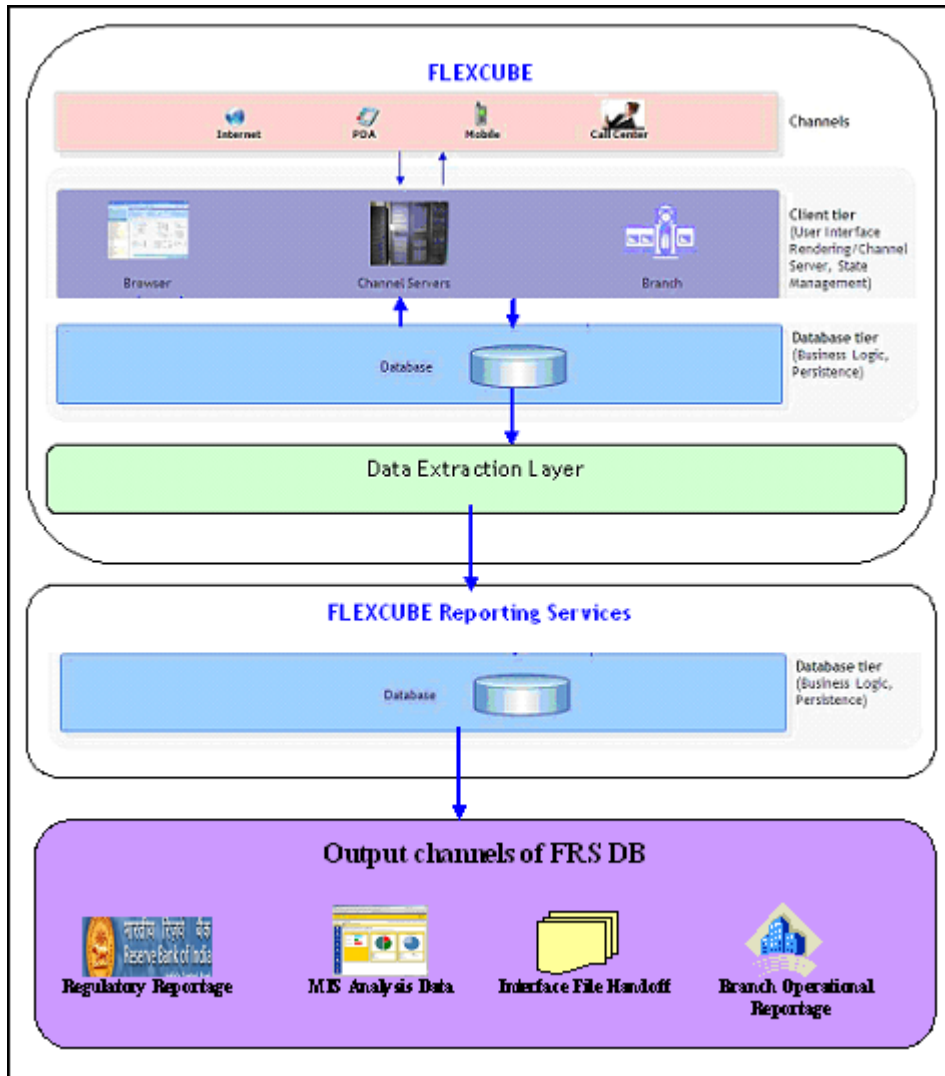 FLEXCUBE
Internet
PDA
Mobile
Call Center
Channels
Browser
Channel Servers
Branch
Client tier
(User Interface
Rendering/Channel
Server, State
Management)
Database
Database tier
(Business Logic,
Persistence)
Data Extraction Layer
FLEXCUBE Reporting Services
Database
Database tier
(Business Logic,
Persistence)
Output channels of FRS DB
भारतीय रिज़र्व बैंक
Reserve Bank of India
Regulatory Reportage
MIS Analysis Data
Interface File Handoff
Branch Operational
Reportage